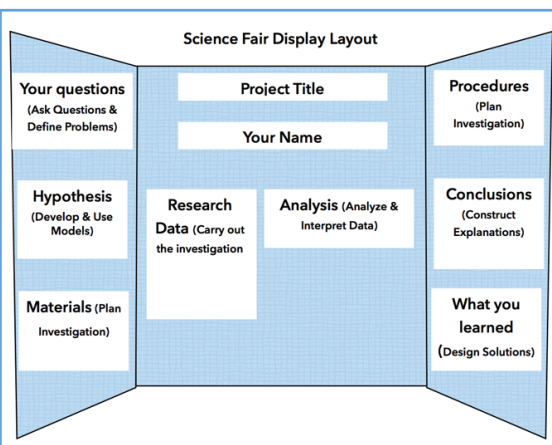 Science Fair Display Layout
Your questions
(Ask Questions &
Define Problems)
Hypothesis
(Develop & Use
Models)
Materials (Plan
Investigation)
Project Title
Your Name
Research
Data (Carry out
the investigation
Analysis (Analyze &
Interpret Data)
Procedures
(Plan
Investigation)
Conclusions
(Construct
Explanations)
What you
learned
(Design Solutions)